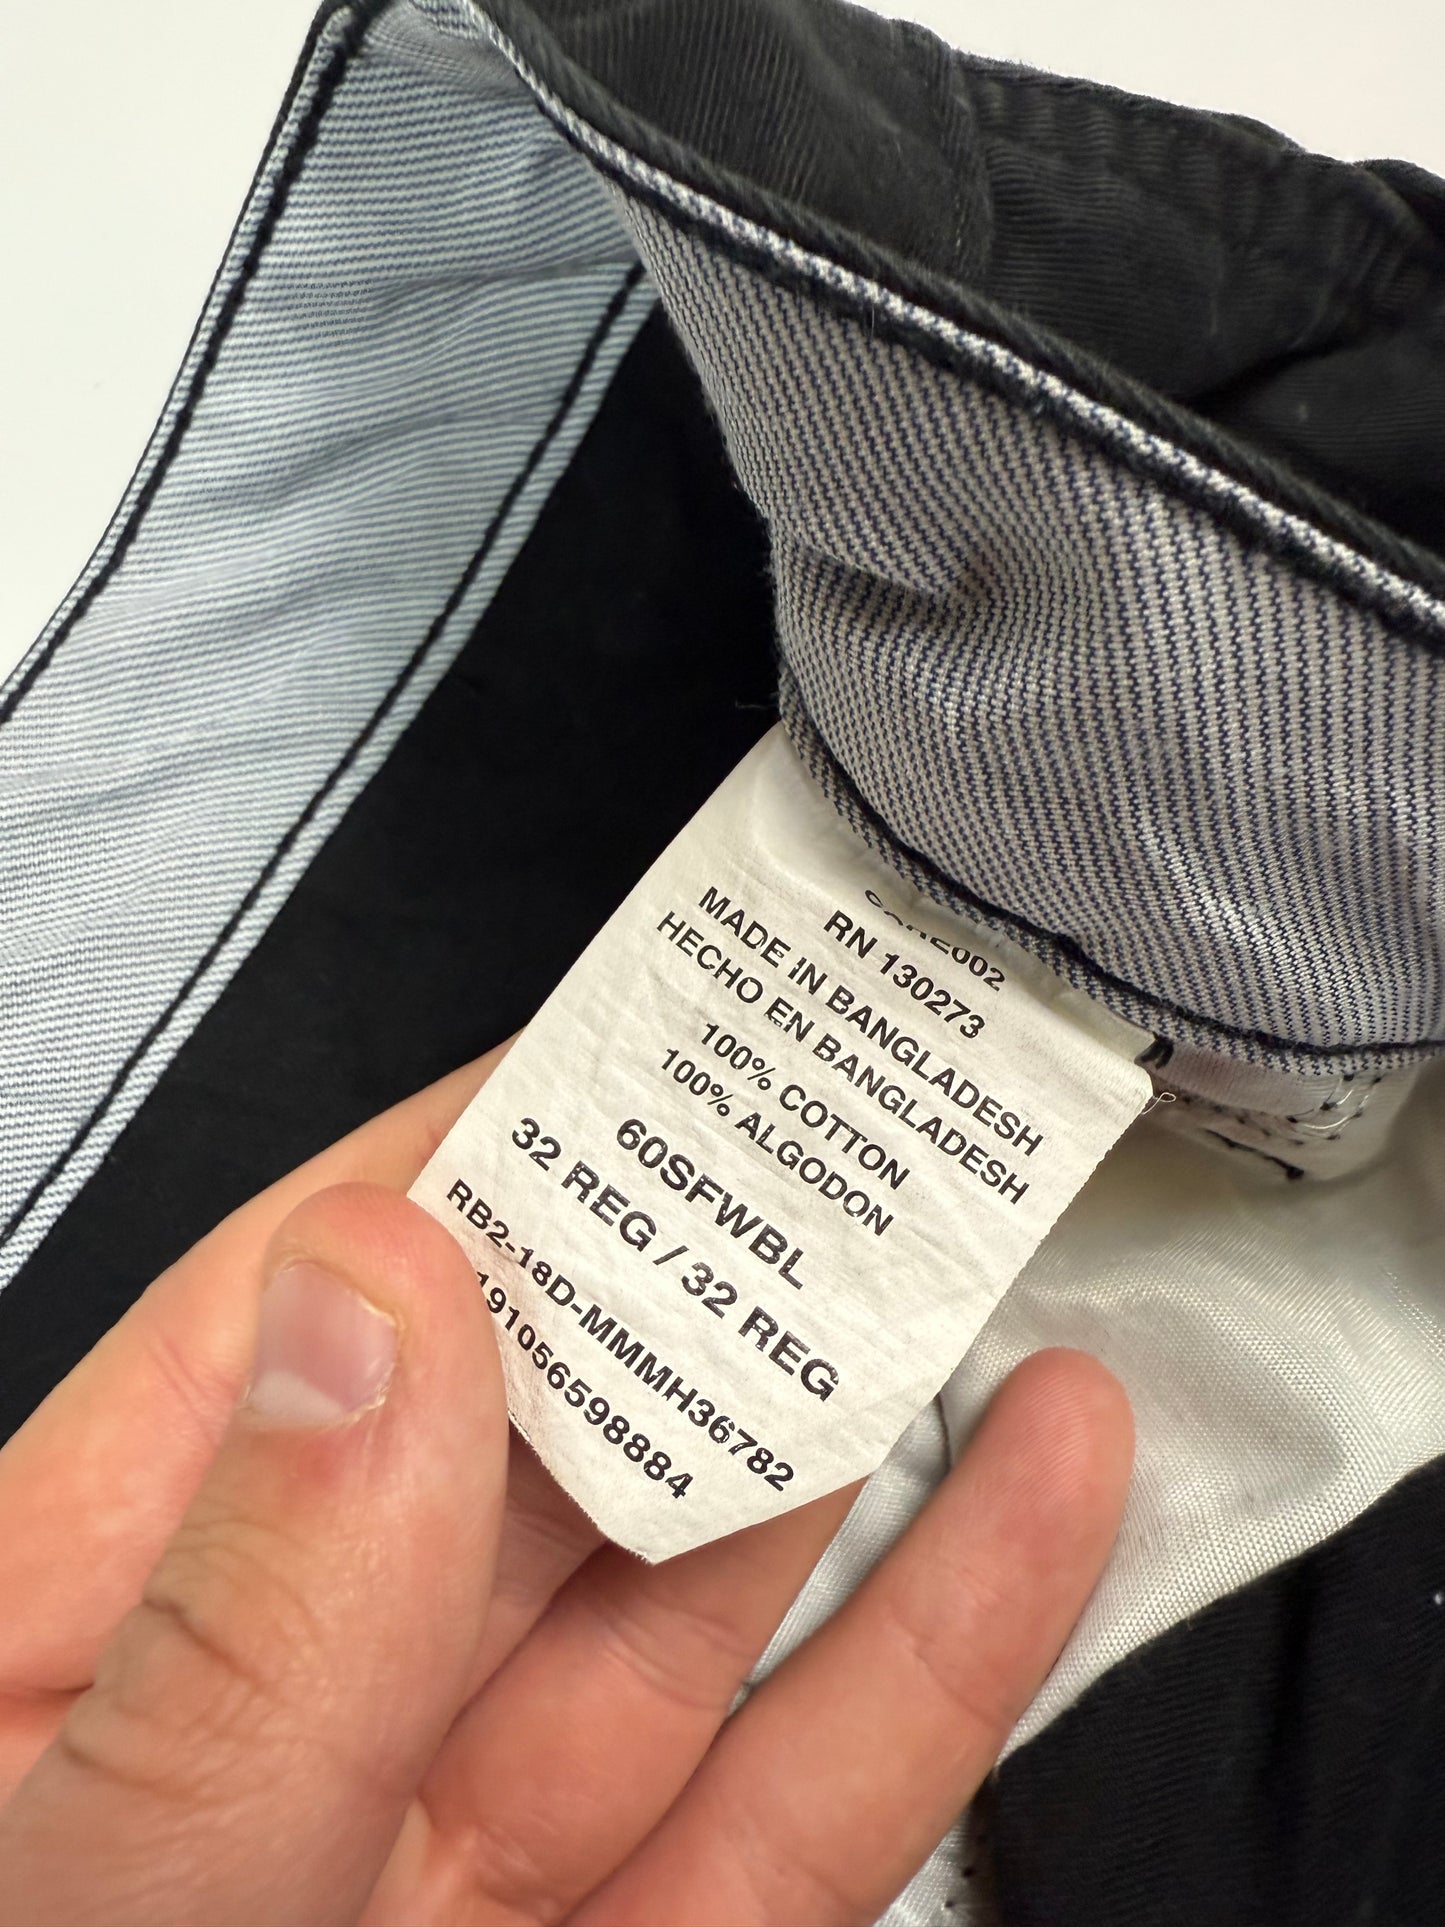 RN 130273
MADE IN BANGLADESH
HECHO EN BANGLADESH
100% COTTON
100% ALGODON
60SFWBL
32 REG / 32 REG
RB2-18D-MMMH36782
191056598884